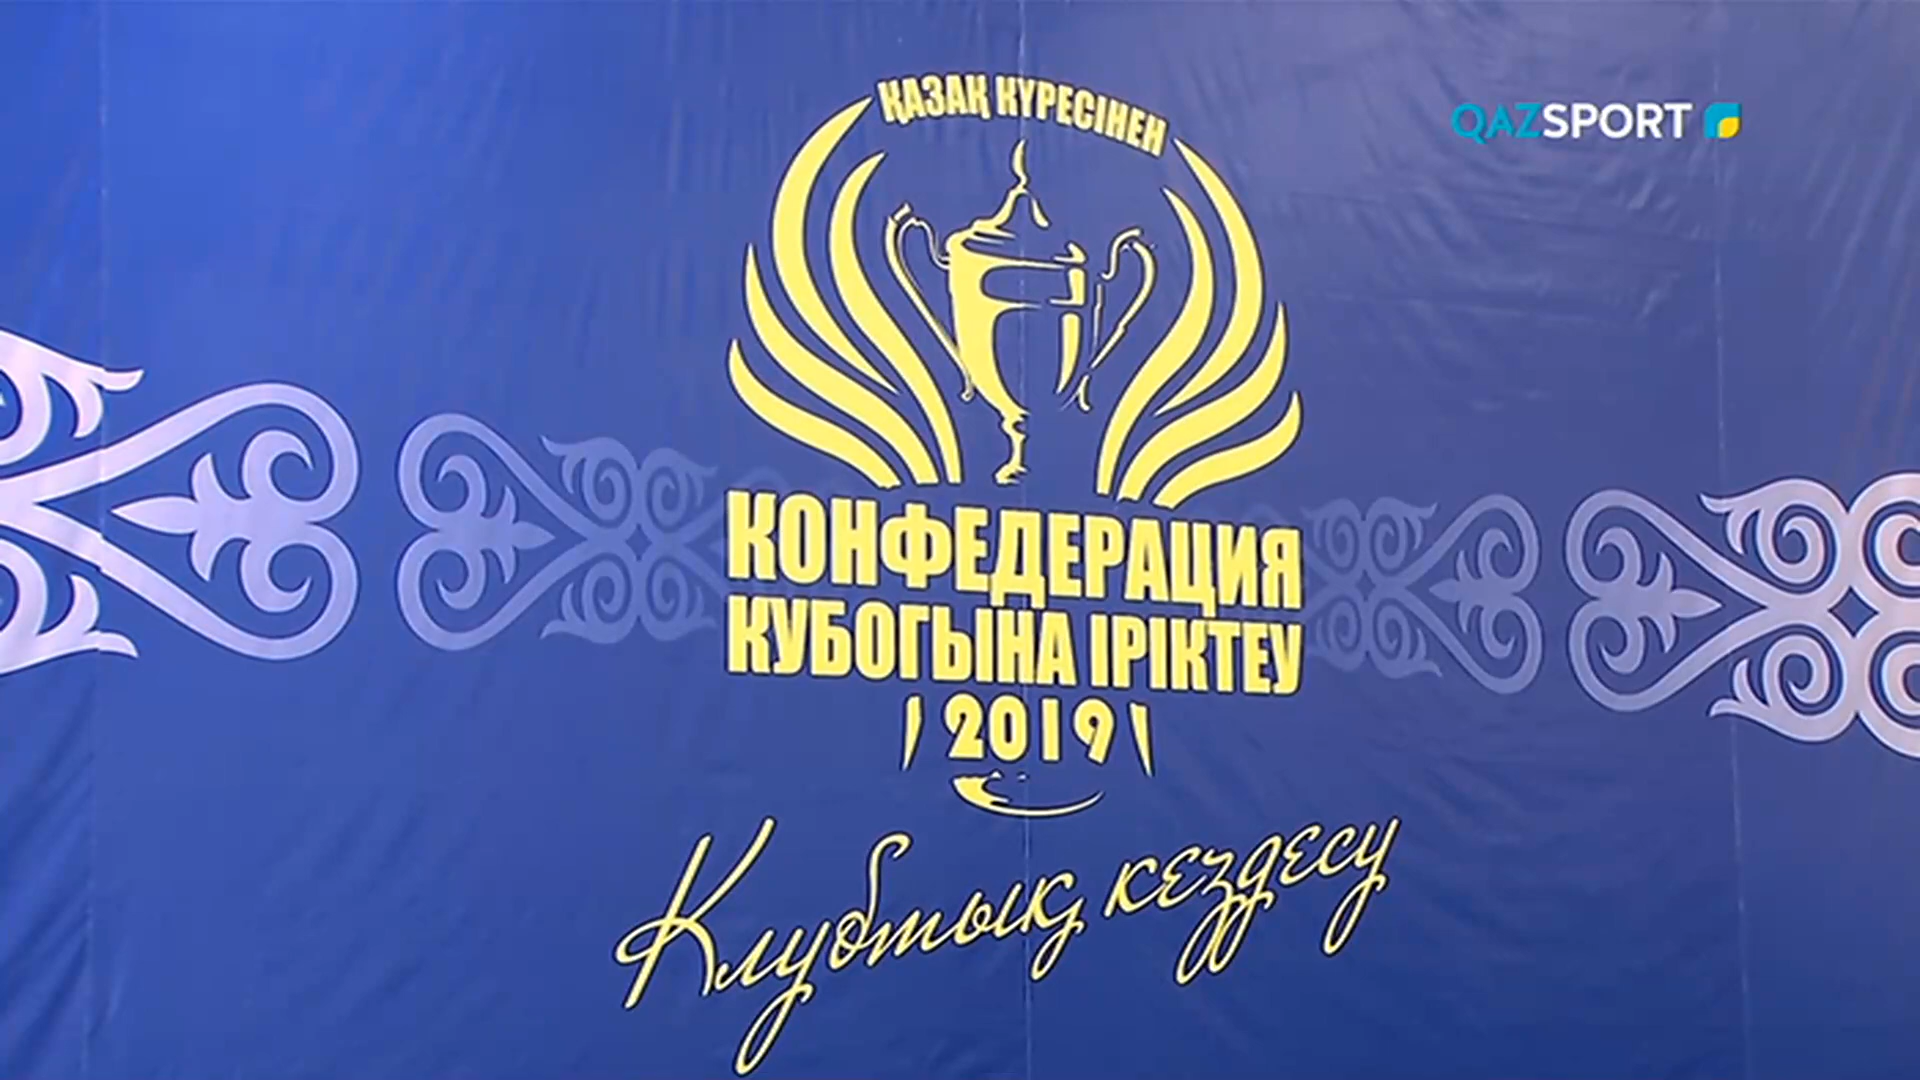 ҚАЗАҚ КҮРЕСІНЕН
QAZSPORT
КОНФЕДЕРАЦИЯ
КУБОГЫНА ІРІКТЕУ
2019
Клубтық кездесу